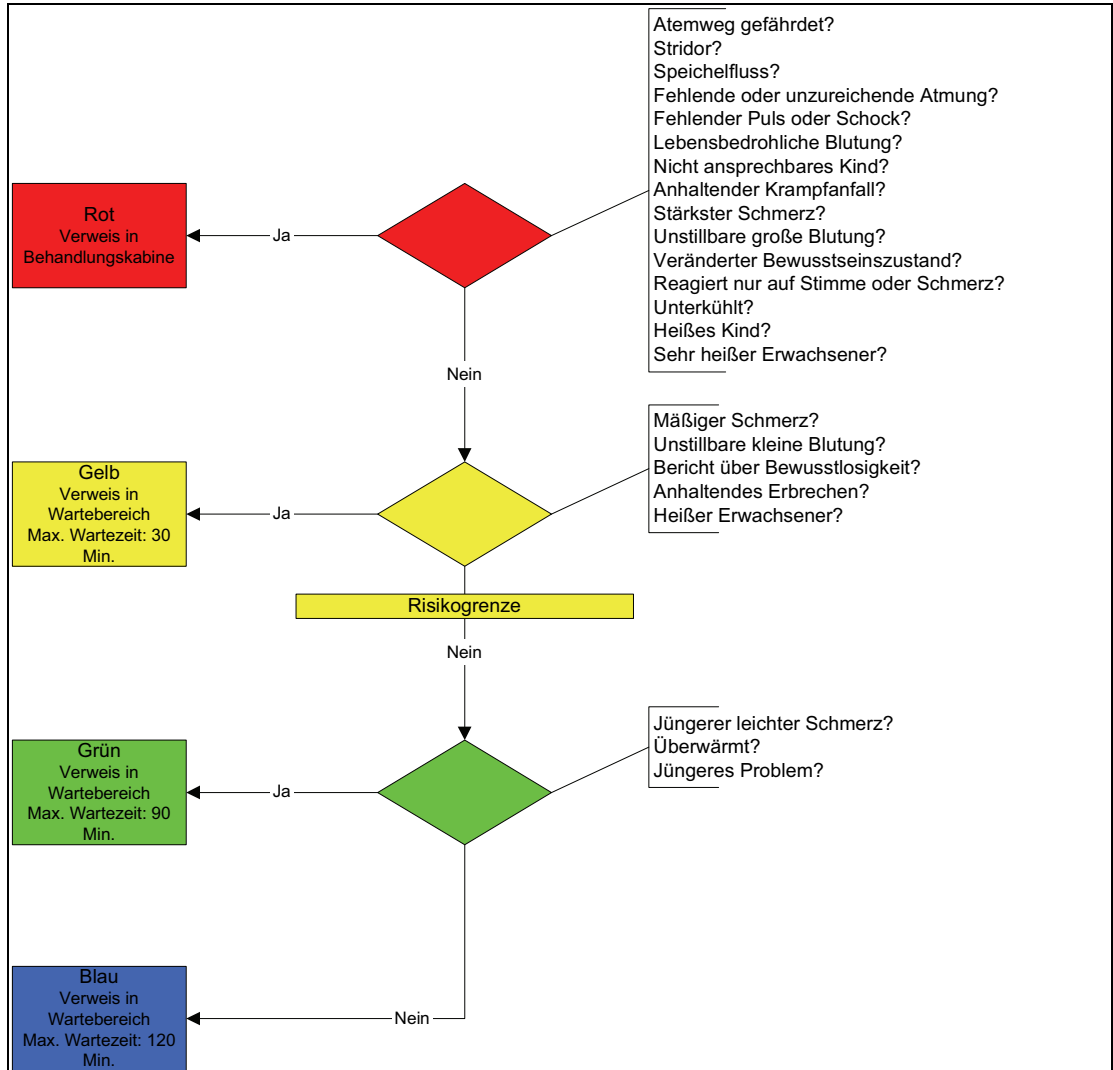 Atemweg gefährdet?
Stridor?
Speichelfluss?
Fehlende oder unzureichende Atmung?
Fehlender Puls oder Schock?
Lebensbedrohliche Blutung?
Nicht ansprechbares Kind?
Anhaltender Krampfanfall?
Stärkster Schmerz?
Unstillbare große Blutung?
Veränderter Bewusstseinszustand?
Reagiert nur auf Stimme oder Schmerz?
Unterkühlt?
Heißes Kind?
Sehr heißer Erwachsener?
Rot
Verweis in
Behandlungskabine
Ja
Nein
Mäßiger Schmerz?
Unstillbare kleine Blutung?
Bericht über Bewusstlosigkeit?
Anhaltendes Erbrechen?
Heißer Erwachsener?
Gelb
Verweis in
Wartebereich
Max. Wartezeit: 30
Min.
Ja
Risikogrenze
Nein
Jüngerer leichter Schmerz?
Überwärmt?
Jüngeres Problem?
Grün
Verweis in
Wartebereich
Max. Wartezeit: 90
Min.
Ja
Blau
Verweis in
Wartebereich
Max. Wartezeit: 120
Min.
Nein